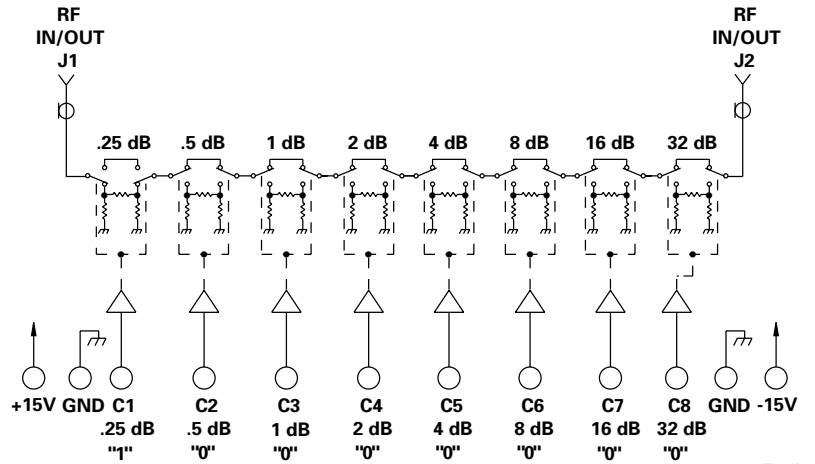 RF
IN/OUT
J1
RF
IN/OUT
J2
.25 dB .5 dB 1 dB 2 dB 4 dB 8 dB 16 dB 32 dB
+15V GND C1 C2 C3 C4 C5 C6 C7 C8 GND -15V
.25 dB .5 dB 1 dB 2 dB 4 dB 8 dB 16 dB 32 dB
"1" "0" "0" "0" "0" "0" "0" "0"